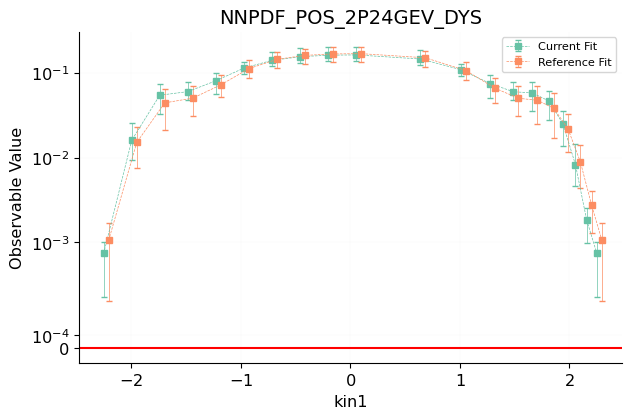 NNPDF_POS_2P24GEV_DYS
Current Fit
Reference Fit
Observable Value
10⁻¹
10⁻²
10⁻³
10⁻⁴
0
−2
−1
0
1
2
kin1